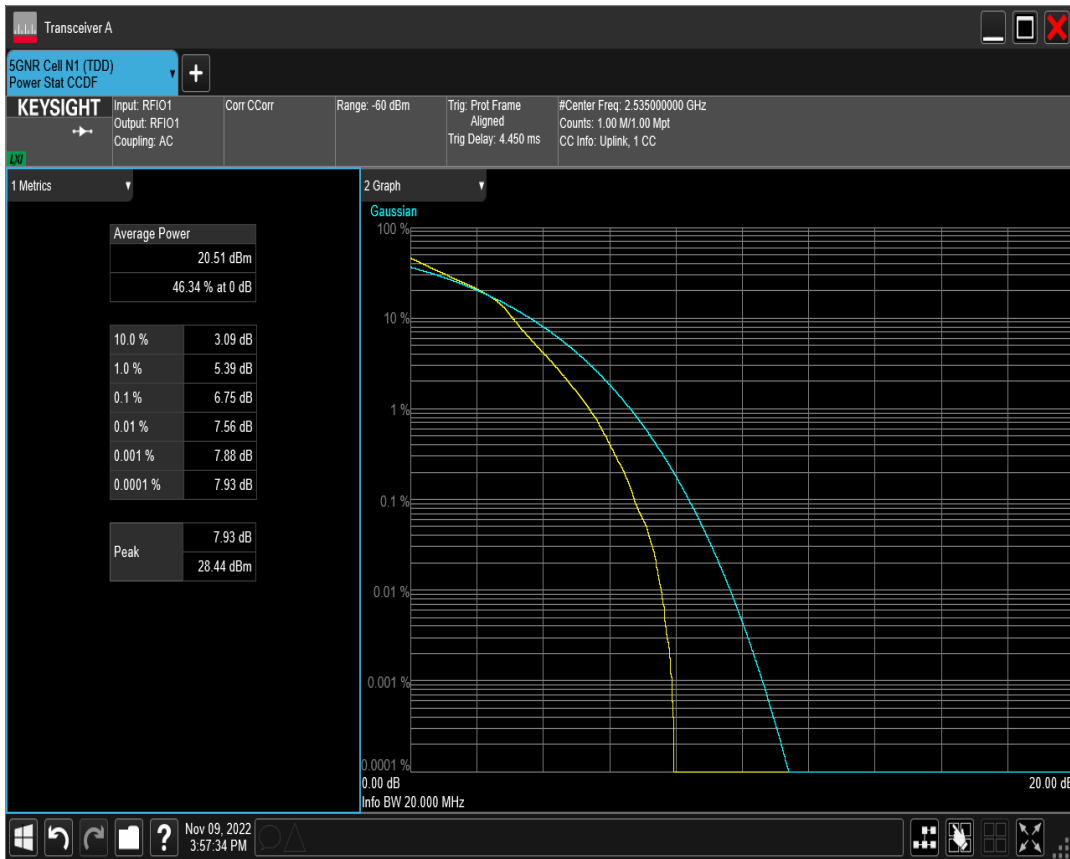 Transceiver A
5GNR Cell N1 (TDD)
Power Stat CCDF
+
KEYSIGHT
LXI
Input: RFIO1
Output: RFIO1
Coupling: AC
Corr CCorr
Range: -60 dBm
Trig: Prot Frame
Aligned
Trig Delay: 4.450 ms
#Center Freq: 2.535000000 GHz
Counts: 1.00 M/1.00 Mpt
CC Info: Uplink, 1 CC
1 Metrics
Average Power
20.51 dBm
46.34 % at 0 dB
10.0 % 3.09 dB
1.0 % 5.39 dB
0.1 % 6.75 dB
0.01 % 7.56 dB
0.001 % 7.88 dB
0.0001 % 7.93 dB
Peak
7.93 dB
28.44 dBm
2 Graph
Gaussian
100 %
10 %
1 %
0.1 %
0.01 %
0.001 %
0.0001 %
0.00 dB 20.00 dB
Info BW 20.000 MHz
?
Nov 09, 2022
3:57:34 PM